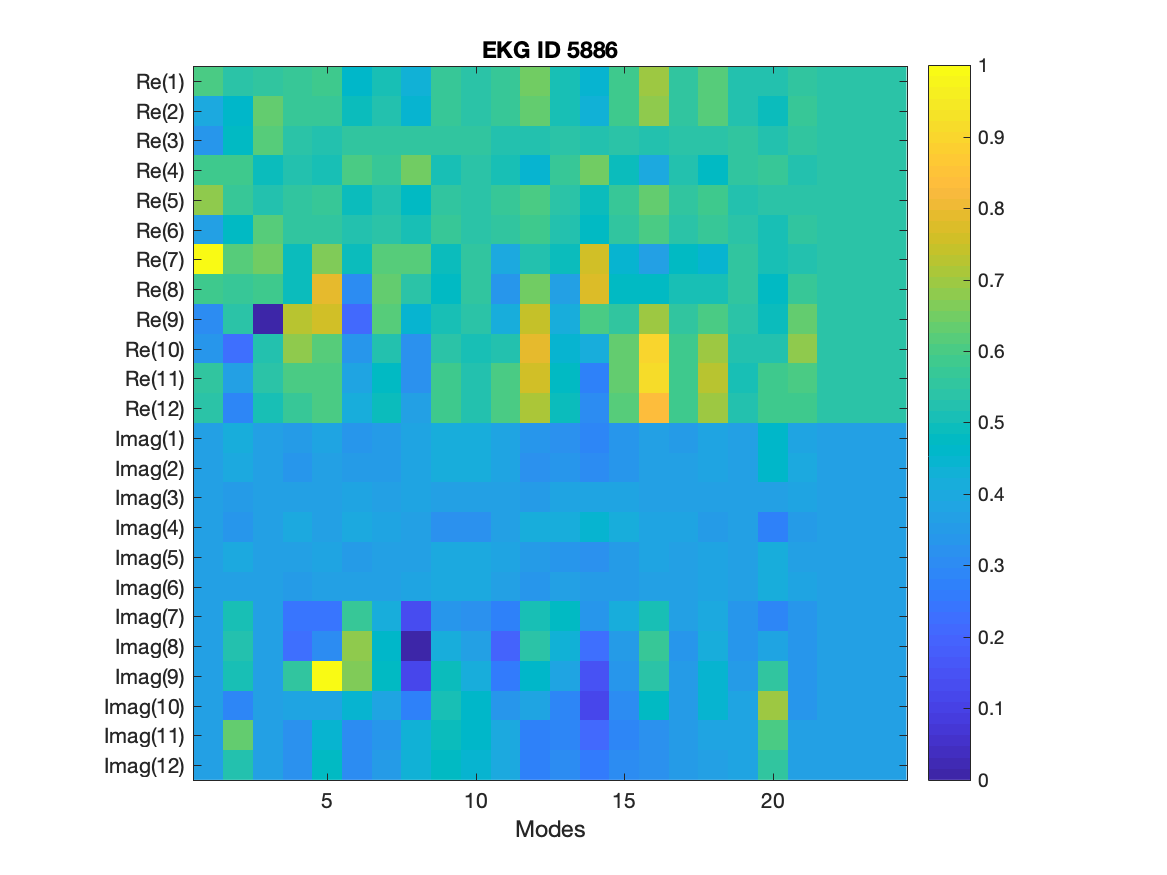 EKG ID 5886
Re(1)
Re(2)
Re(3)
Re(4)
Re(5)
Re(6)
Re(7)
Re(8)
Re(9)
Re(10)
Re(11)
Re(12)
Imag(1)
Imag(2)
Imag(3)
Imag(4)
Imag(5)
Imag(6)
Imag(7)
Imag(8)
Imag(9)
Imag(10)
Imag(11)
Imag(12)
5 10 15 20
Modes
1
0.9
0.8
0.7
0.6
0.5
0.4
0.3
0.2
0.1
0